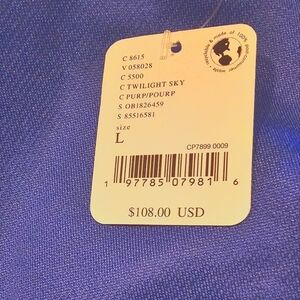 C 8615
V 058028
C 5500
C TWILIGHT SKY
C PURP/POURP
S OB1826459
S 85516581
size
L
CP7899.0009
1 97785 07981 6
$108.00 USD